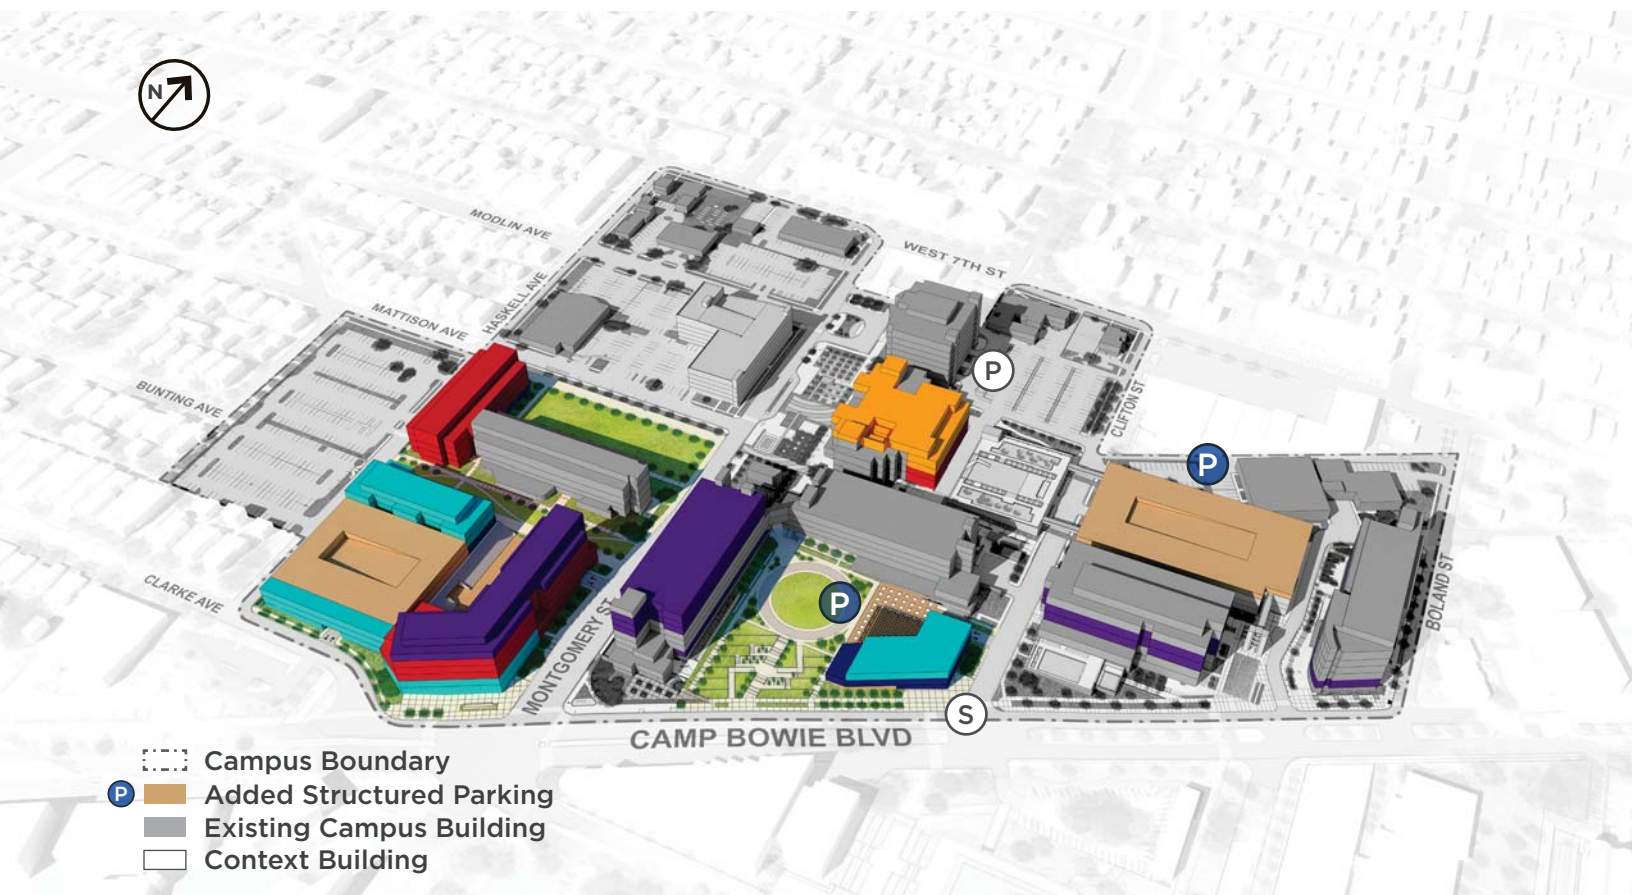 N
MODLIN AVE
WEST 7TH ST
HASKELL AVE
MATTISON AVE
P
BUNTING AVE
CLIFTON ST
P
CLARKE AVE
P
BOLAND ST
MONTGOMERY ST
S
CAMP BOWIE BLVD
Campus Boundary
P Added Structured Parking
Existing Campus Building
Context Building